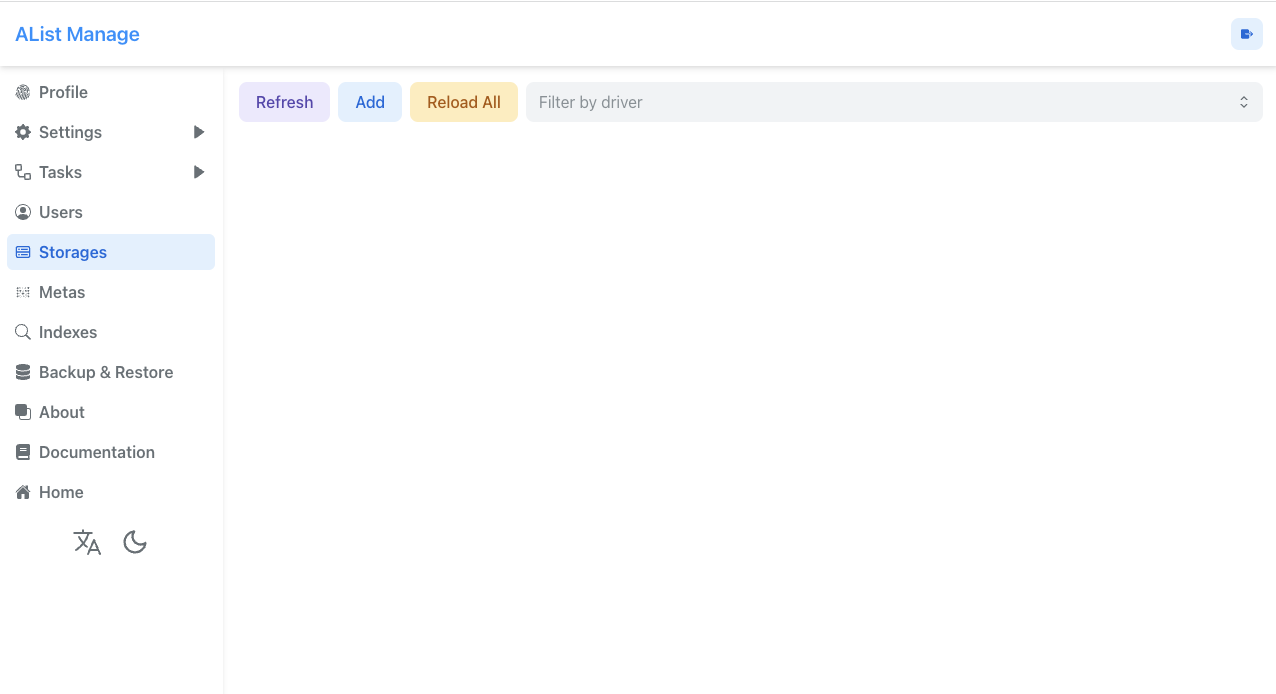 AList Manage
Profile
Settings
Tasks
Users
Storages
Metas
Indexes
Backup & Restore
About
Documentation
Home
Refresh
Add
Reload All
Filter by driver